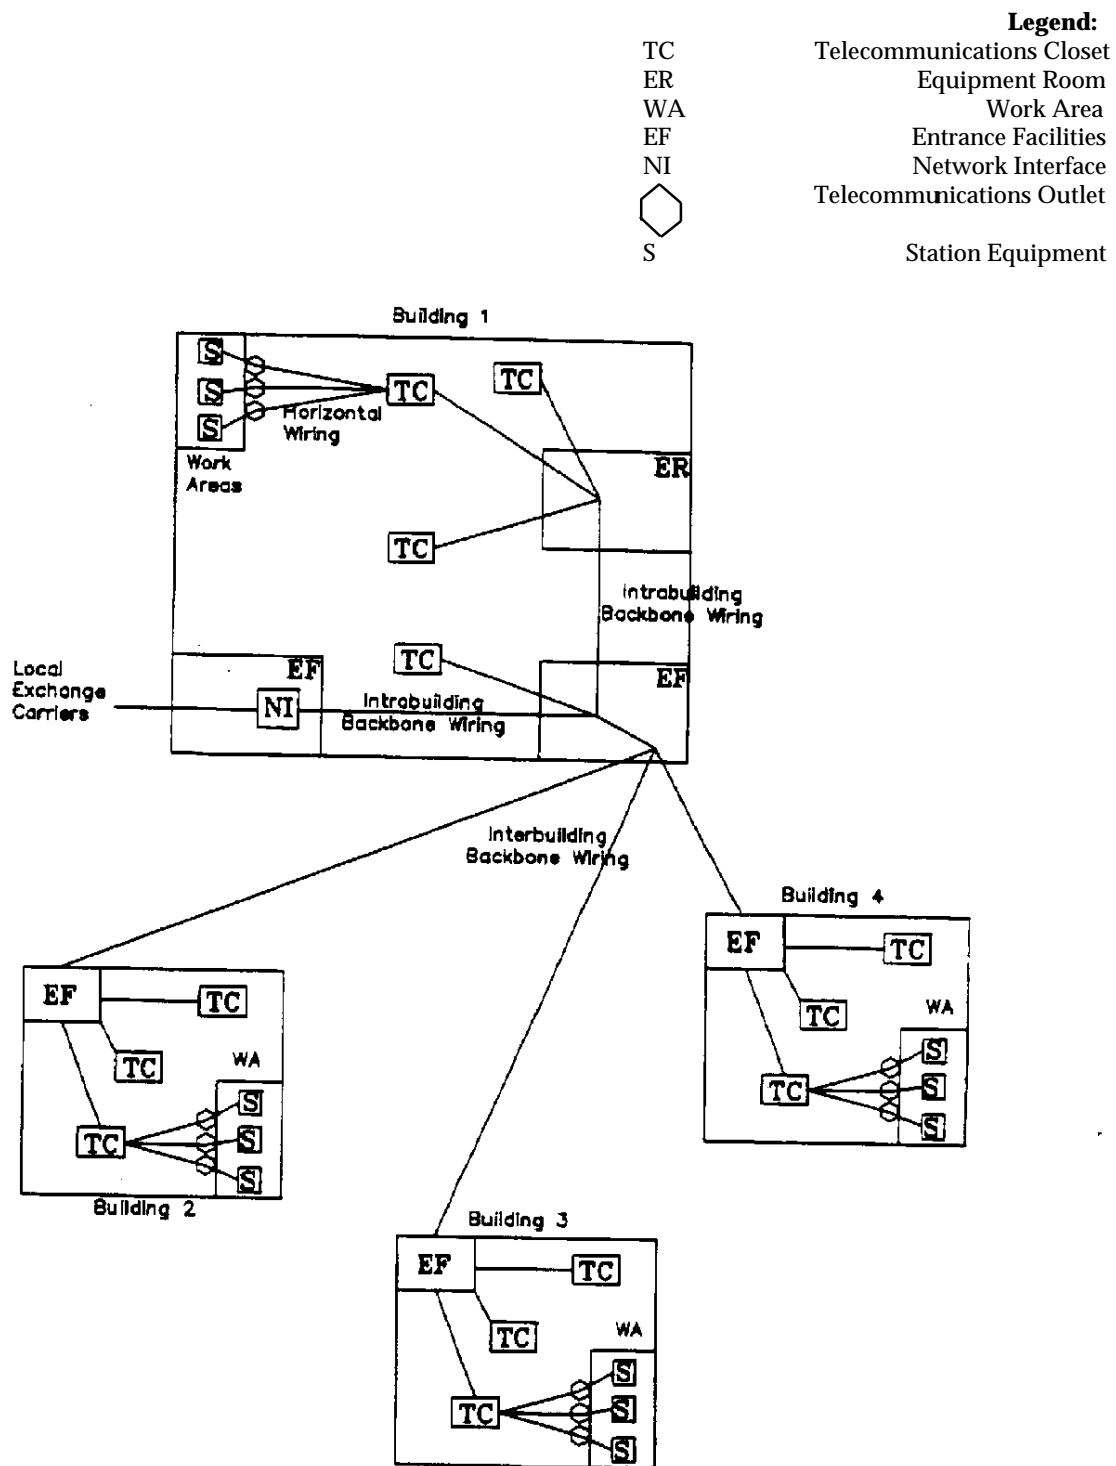 Legend:
TC Telecommunications Closet
ER Equipment Room
WA Work Area
EF Entrance Facilities
NI Network Interface
Telecommunications Outlet
S Station Equipment
Building 1
S
S
S
TC
TC
Horizontal
Wiring
Work
Areas
ER
TC
Intrabuilding
Backbone Wiring
TC
EF
EF
Local
Exchange
Carriers
NI
Intrabuilding
Backbone Wiring
Interbuilding
Backbone Wiring
Building 4
EF
TC
TC
WA
TC
S
S
S
EF
TC
TC
WA
TC
S
S
S
Building 2
Building 3
EF
TC
TC
WA
TC
S
S
S